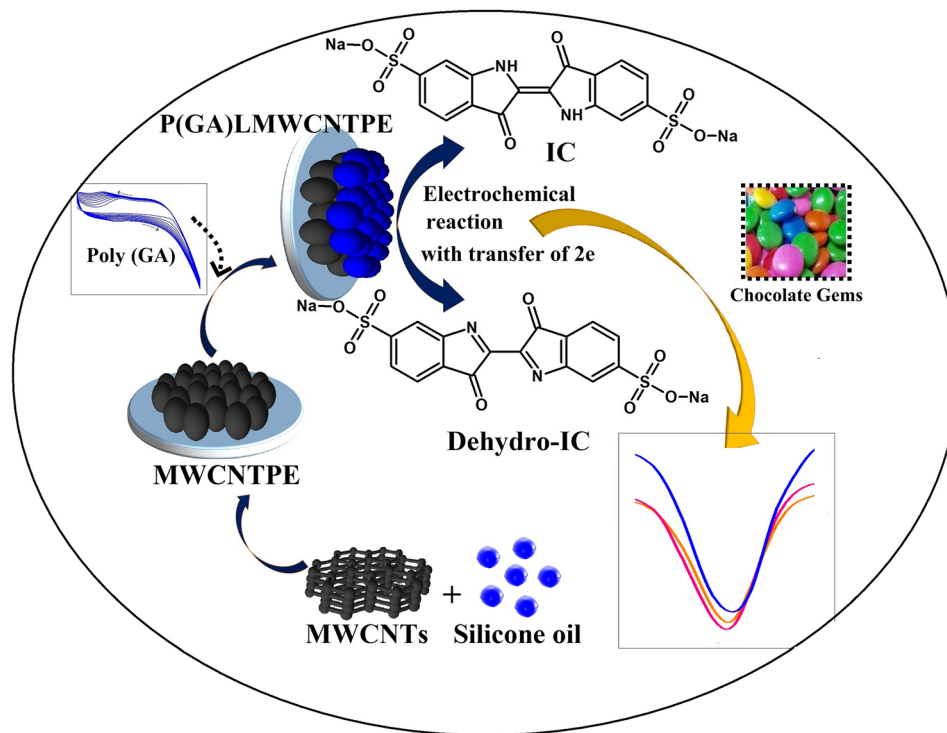 Na—O
O
S
O
NH
O
O
NH
O
S
O
O—Na
IC
P(GA)LMWCNTPE
Electrochemical
reaction
with transfer of 2e
Poly (GA)
Chocolate Gems
Na—O
O
S
O
N
O
O
N
O
S
O
O—Na
Dehydro-IC
MWCNTPE
MWCNTs + Silicone oil